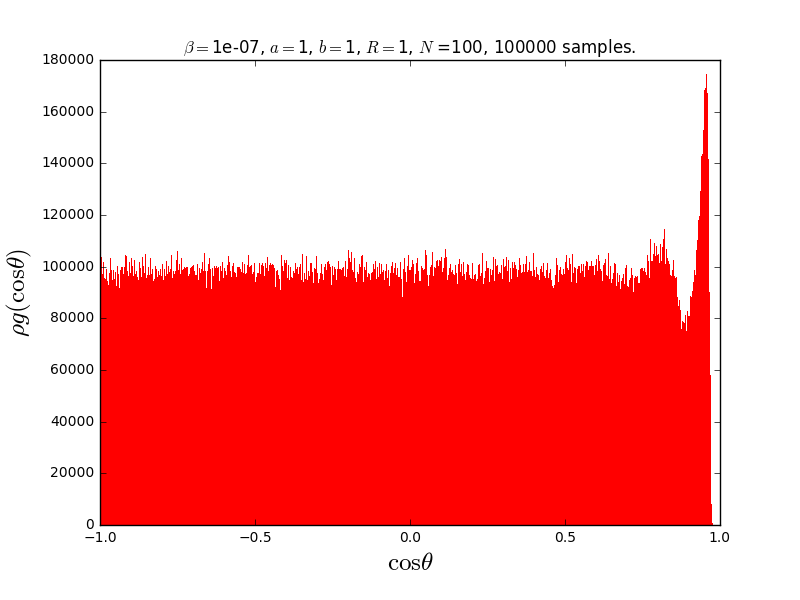 β = 1e-07, a = 1, b = 1, R = 1, N =100, 100000 samples.
180000
160000
140000
120000
100000
80000
60000
40000
20000
0
ρg(cosθ)
−1.0 −0.5 0.0 0.5 1.0
cosθ